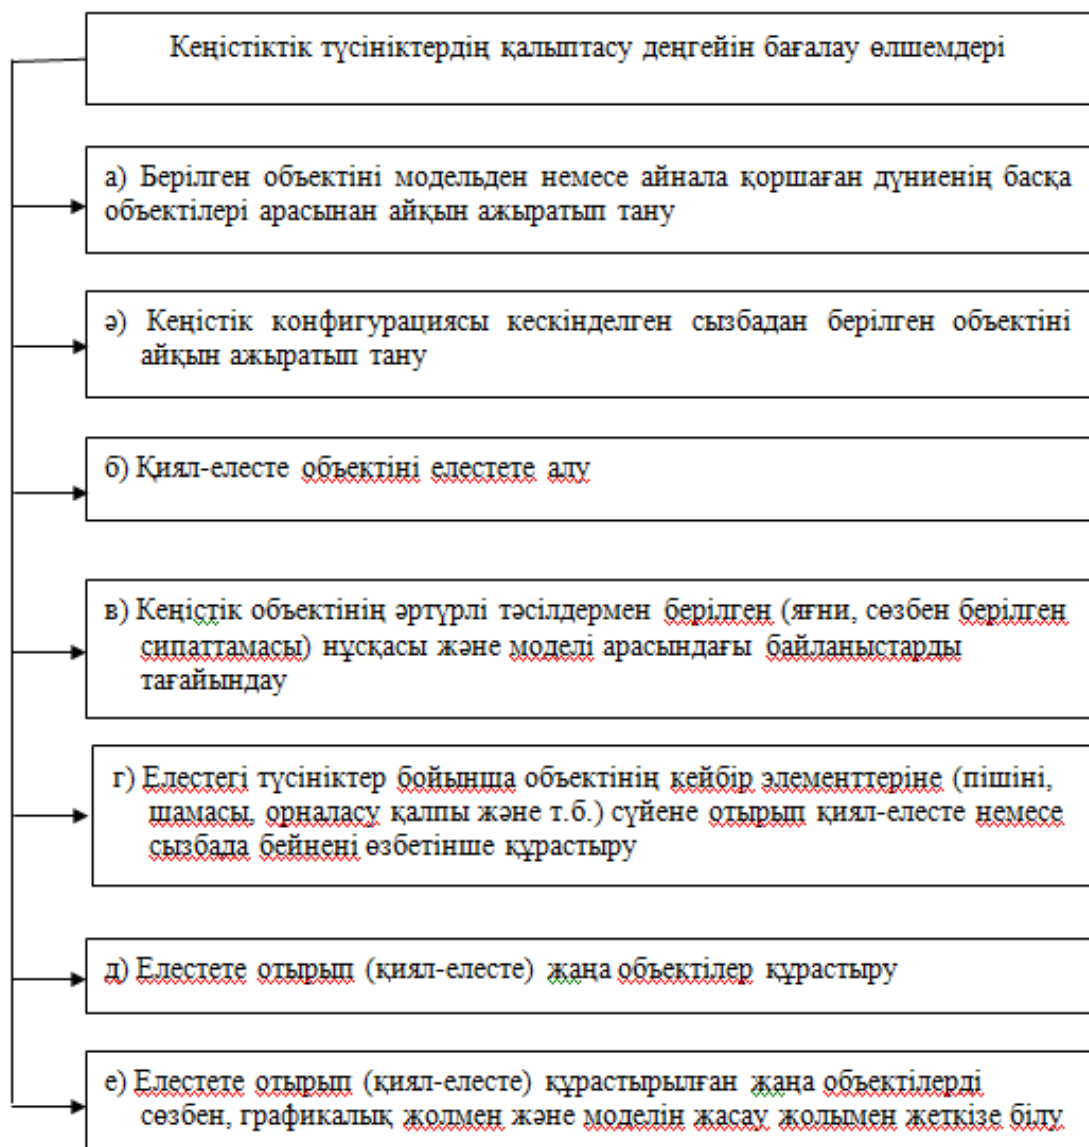 Кеңістіктік түсініктердің қалыптасу деңгейін бағалау өлшемдері
а) Берілген объектіні модельден немесе айнала қоршаған дүниенің басқа
объектілері арасынан айқын ажыратып тану
ә) Кеңістік конфигурациясы кескінделген сызбадан берілген объектіні
айқын ажыратып тану
б) Қиял-елесте объектіні елестете алу
в) Кеңістік объектінің әртүрлі тәсілдермен берілген (яғни, сөзбен берілген
сипаттамасы) нұсқасы және моделі арасындағы байланыстарды
тағайындау
г) Елестегі түсініктер бойынша объектінің кейбір элементтеріне (пішіні,
шамасы, орналасу қалпы және т.б.) сүйене отырып қиял-елесте немесе
сызбада бейнені өзбетінше құрастыру
д) Елестете отырып (қиял-елесте) жаңа объектілер құрастыру
е) Елестете отырып (қиял-елесте) құрастырылған жаңа объектілерді
сөзбен, графикалық жолмен және моделін жасау жолымен жеткізе білу